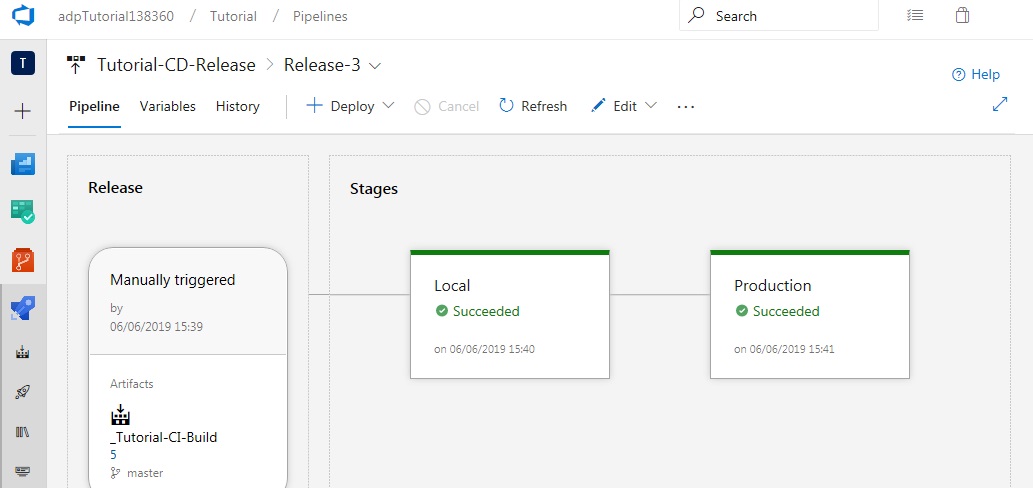 adpTutorial138360 / Tutorial / Pipelines Search
T Tutorial-CD-Release > Release-3
Help
Pipeline Variables History Deploy Cancel Refresh Edit ...
Release
Stages
Manually triggered
by
06/06/2019 15:39
Artifacts
_Tutorial-CI-Build
5
master
Local
Succeeded
on 06/06/2019 15:40
Production
Succeeded
on 06/06/2019 15:41